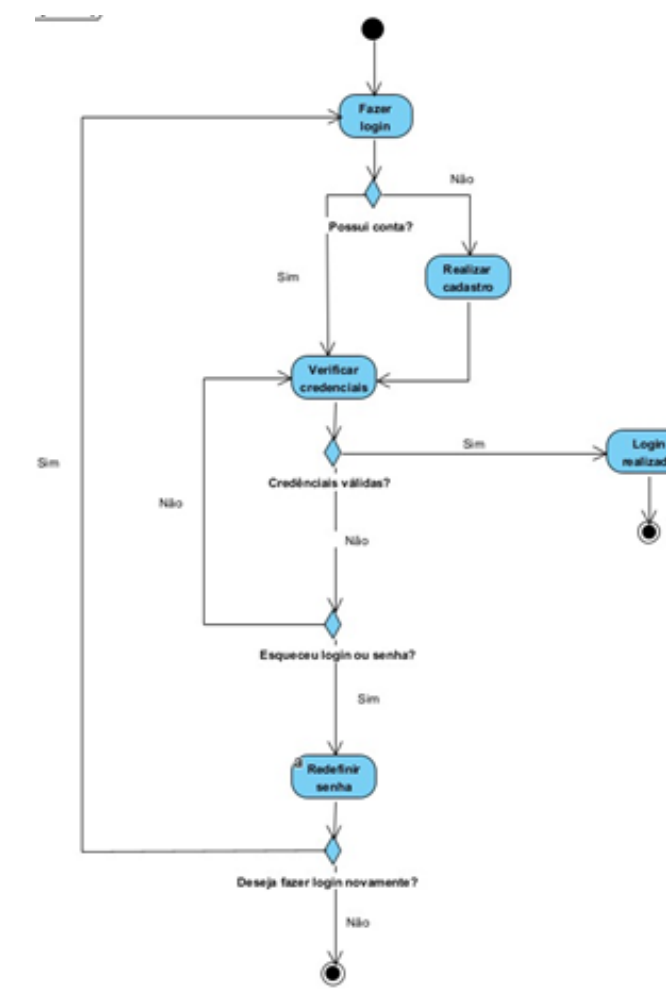 Fazer
login
Não
Possui conta?
Realizar
cadastro
Sim
Verificar
credenciais
Sim
Login
Credênciais válidas?
Sim
Não
Não
Esqueceu login ou senha?
Sim
a
Redefinir
senha
Deseja fazer login novamente?
Não